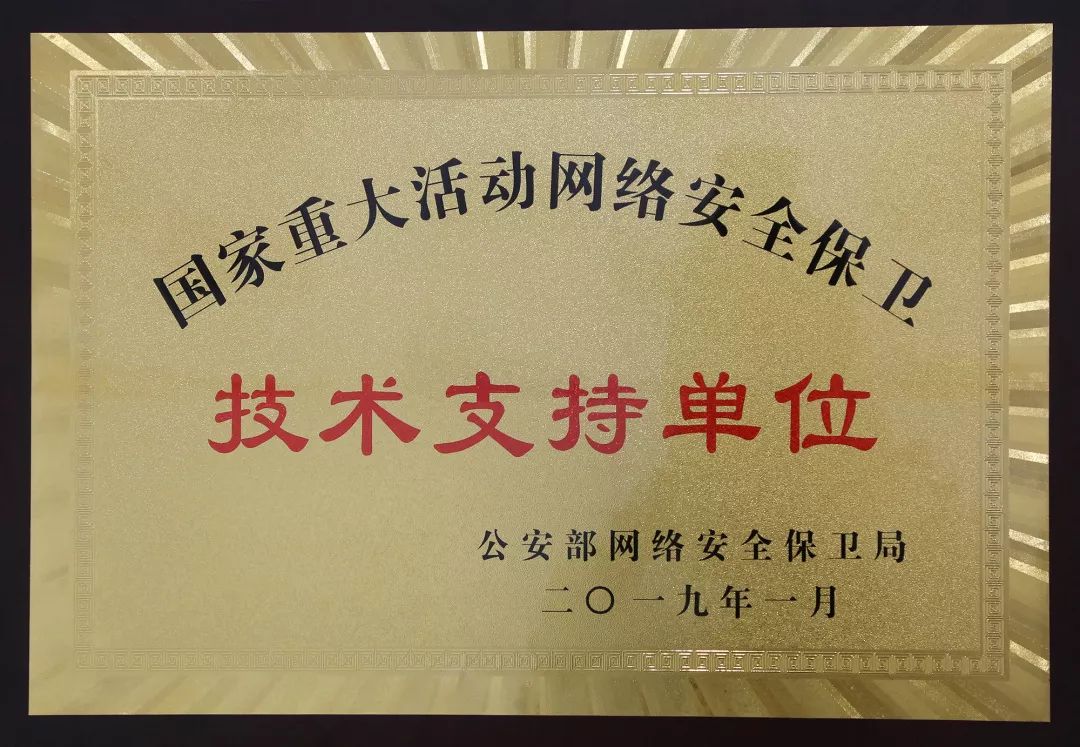 国家重大活动网络安全保卫
技术支持单位
公安部网络安全保卫局
二〇一九年一月